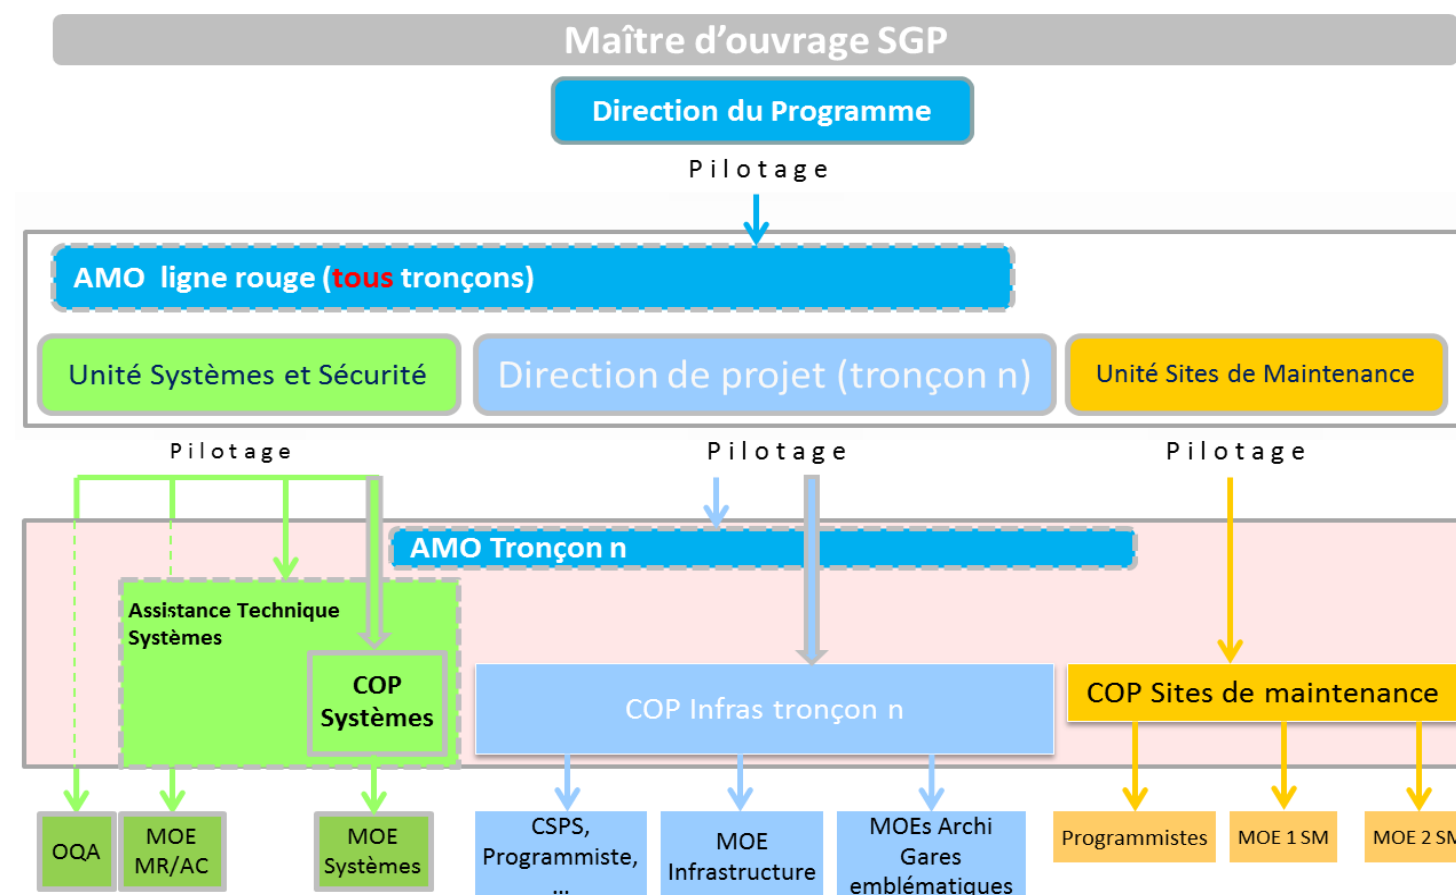 Maître d'ouvrage SGP
Direction du Programme
Pilotage
AMO ligne rouge (tous tronçons)
Unité Systèmes et Sécurité
Direction de projet (tronçon n)
Unité Sites de Maintenance
Pilotage
Pilotage
Pilotage
AMO Tronçon n
Assistance Technique
Systèmes
COP
Systèmes
COP Infras tronçon n
COP Sites de maintenance
OQA
MOE
MR/AC
MOE
Systèmes
CSPS,
Programmiste,
...
MOE
Infrastructure
MOEs Archi
Gares
emblématiques
Programmistes
MOE 1 SM
MOE 2 SM